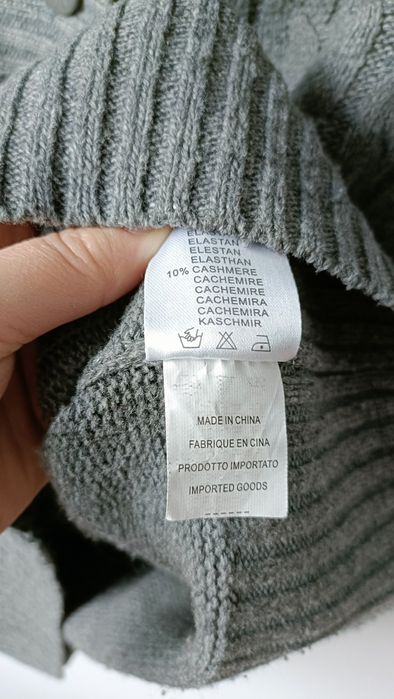 ELASTAN
ELESTAN
ELASTHAN
10% CASHMERE
CACHEMIRE
CACHEMIRE
CACHEMIRA
CACHEMIRA
KASCHMIR
MADE IN CHINA
FABRIQUE EN CINA
PRODOTTO IMPORTATO
IMPORTED GOODS